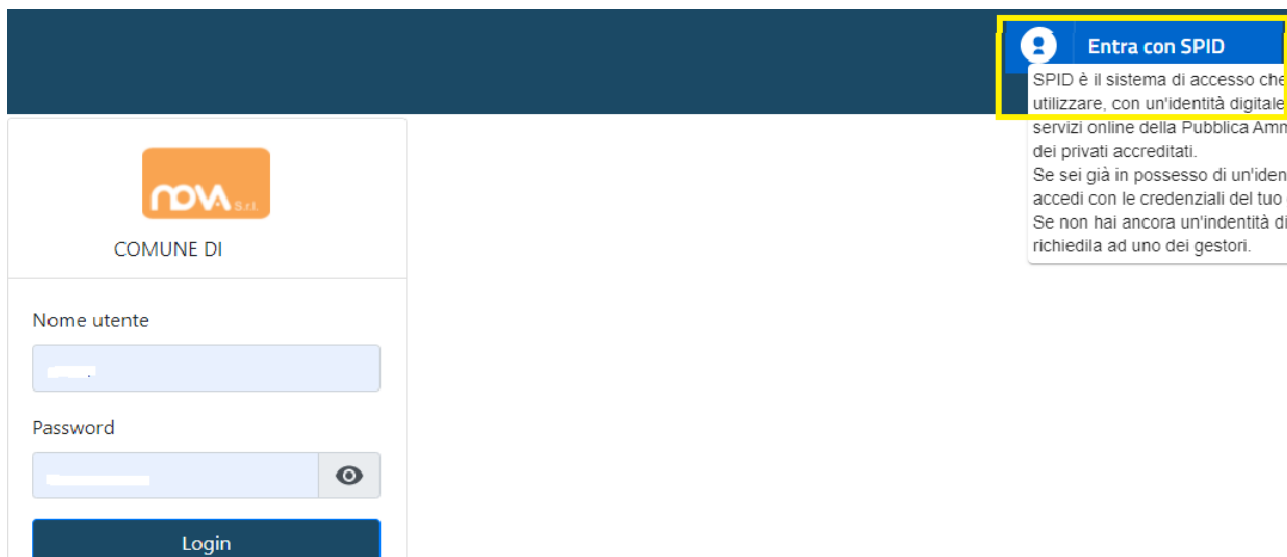 Entra con SPID
SPID è il sistema di accesso che
utilizzare, con un'identità digitale
servizi online della Pubblica Amm
dei privati accreditati.
Se sei già in possesso di un'iden
accedi con le credenziali del tuo
Se non hai ancora un'indentità di
richiedila ad uno dei gestori.
NOVA S.r.l.
COMUNE DI
Nome utente
Password
Login